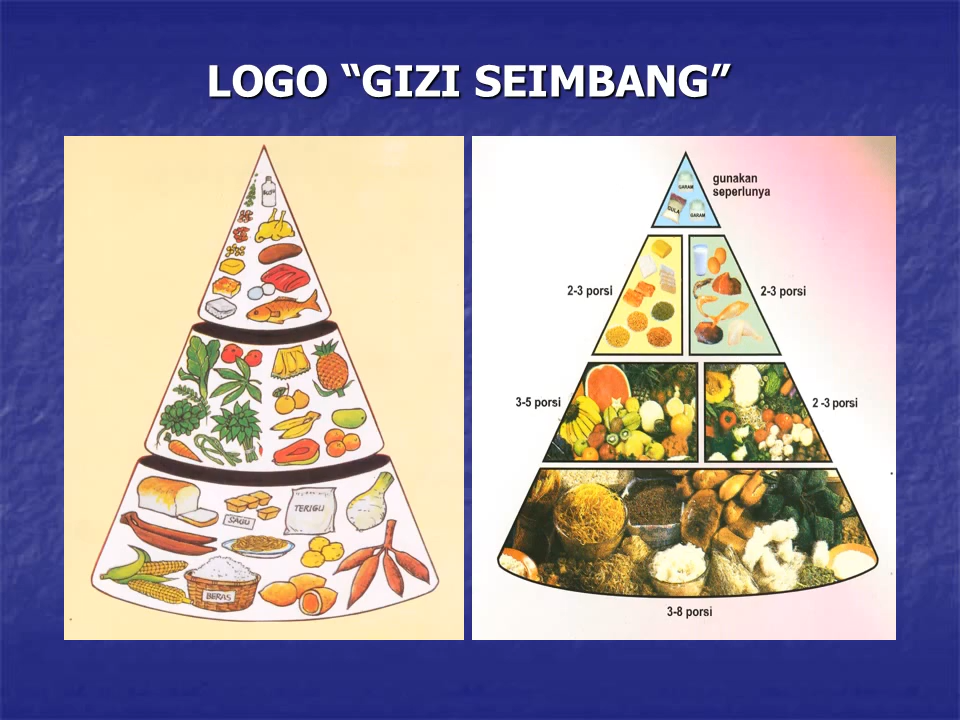 LOGO “GIZI SEIMBANG”
SAGU
TERIGU
BERAS
gunakan
seperlunya
GARAM
GULA
GARAM
2-3 porsi
2-3 porsi
3-5 porsi
2 -3 porsi
3-8 porsi